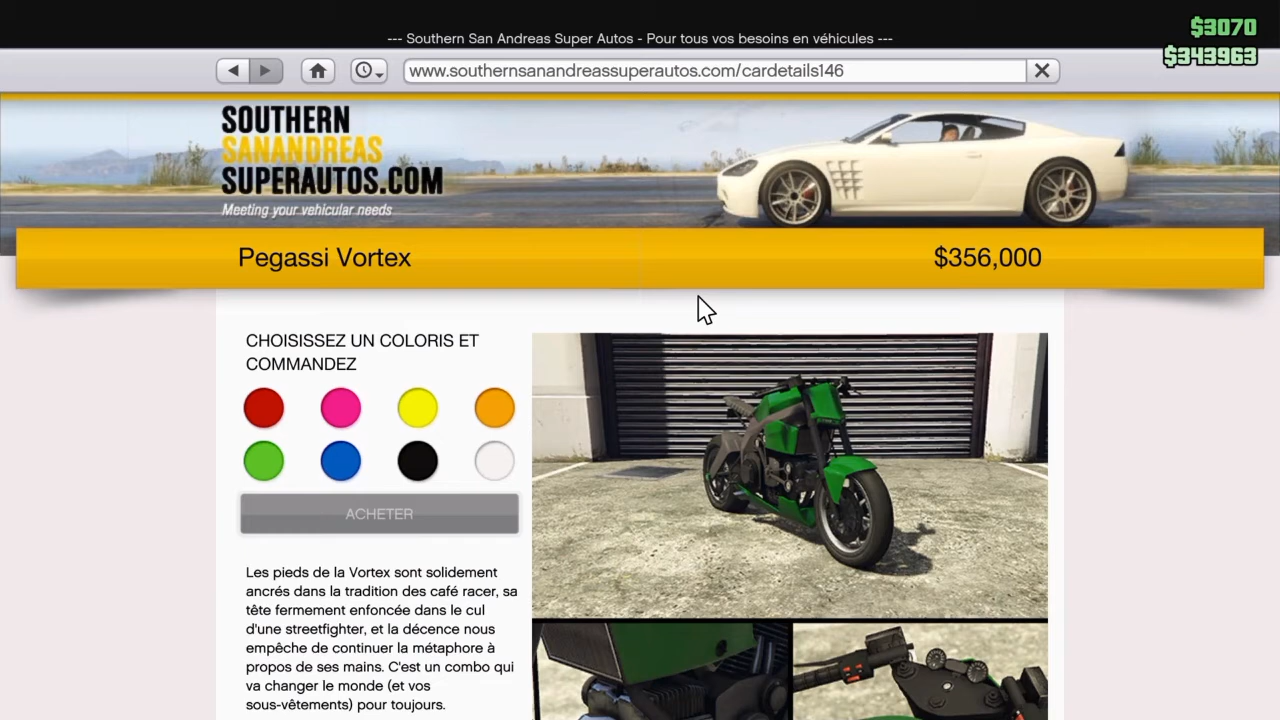 --- Southern San Andreas Super Autos - Pour tous vos besoins en véhicules ---
$3070
$343963
www.southernsanandreassuperautos.com/cardetails146
SOUTHERN
SANANDREAS
SUPERAUTOS.COM
Meeting your vehicular needs
Pegassi Vortex
$356,000
CHOISISSEZ UN COLORIS ET
COMMANDEZ
ACHETER
Les pieds de la Vortex sont solidement
ancrés dans la tradition des café racer, sa
tête fermement enfoncée dans le cul
d'une streetfighter, et la décence nous
empêche de continuer la métaphore à
propos de ses mains. C'est un combo qui
va changer le monde (et vos
sous-vêtements) pour toujours.